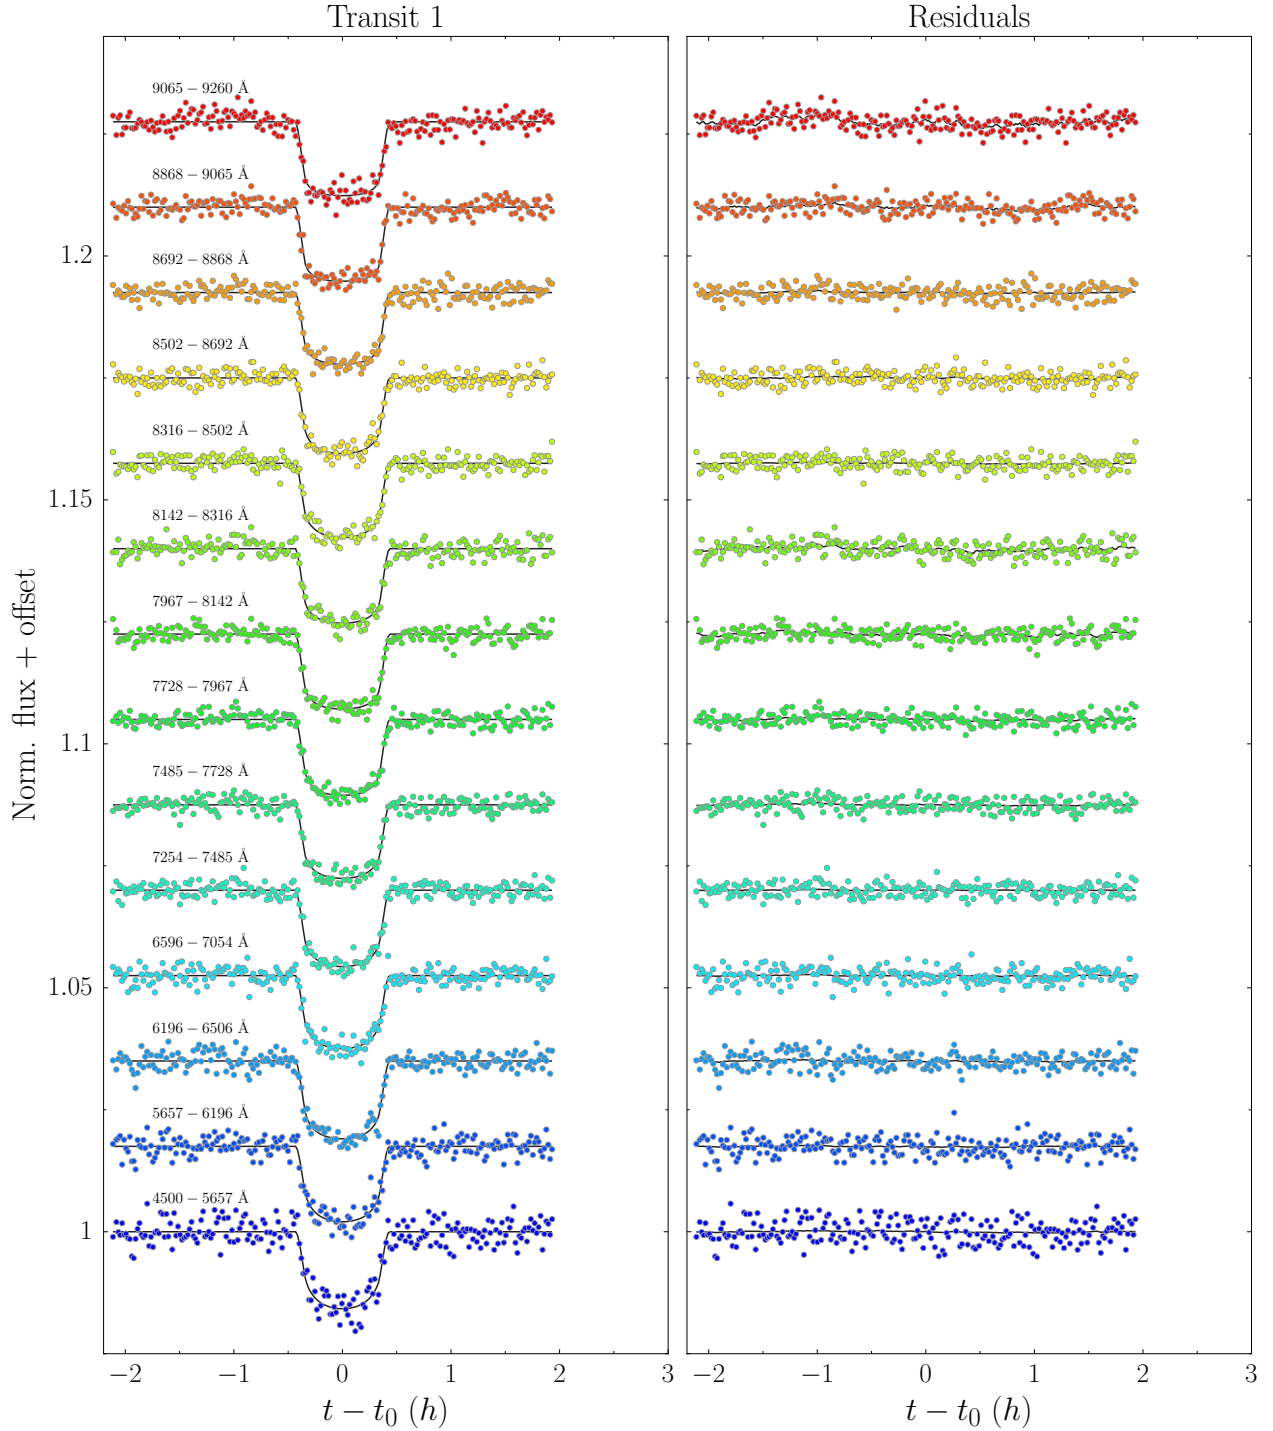 Transit 1
Residuals
Norm. flux + offset
1.2
1.15
1.1
1.05
1
9065 − 9260 Å
8868 − 9065 Å
8692 − 8868 Å
8502 − 8692 Å
8316 − 8502 Å
8142 − 8316 Å
7967 − 8142 Å
7728 − 7967 Å
7485 − 7728 Å
7254 − 7485 Å
6596 − 7054 Å
6196 − 6506 Å
5657 − 6196 Å
4500 − 5657 Å
−2 −1 0 1 2 3
−2 −1 0 1 2 3
t − t₀ (h)
t − t₀ (h)